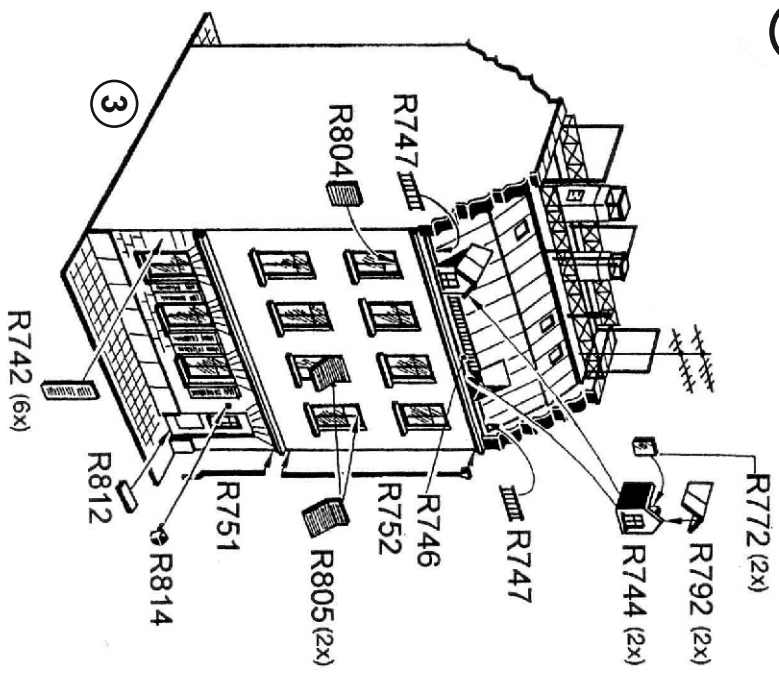 3
R804
R747
R742 (6x)
R812
R814
R751
R805 (2x)
R752
R746
R747
R744 (2x)
R792 (2x)
R772 (2x)